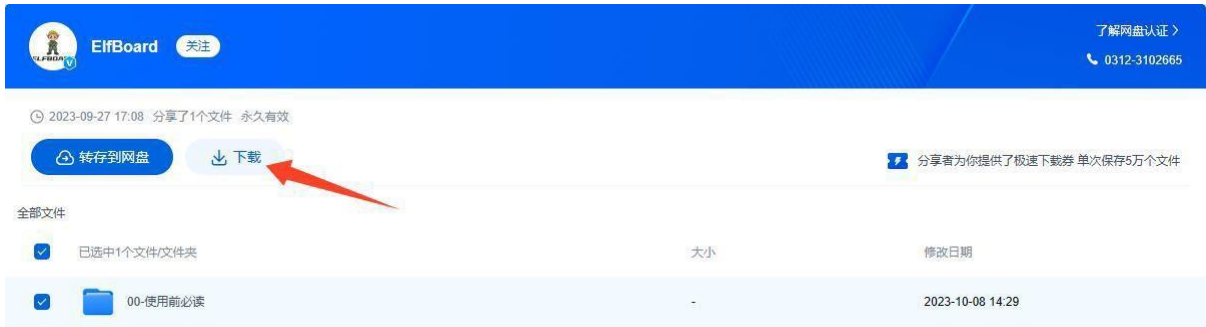 了解网盘认证 >
ELFBOA
ElfBoard 关注
0312-3102665
2023-09-27 17:08 分享了1个文件 永久有效
转存到网盘 下载
分享者为你提供了极速下载券 单次保存5万个文件
全部文件
已选中1个文件/文件夹 大小 修改日期
00-使用前必读 - 2023-10-08 14:29